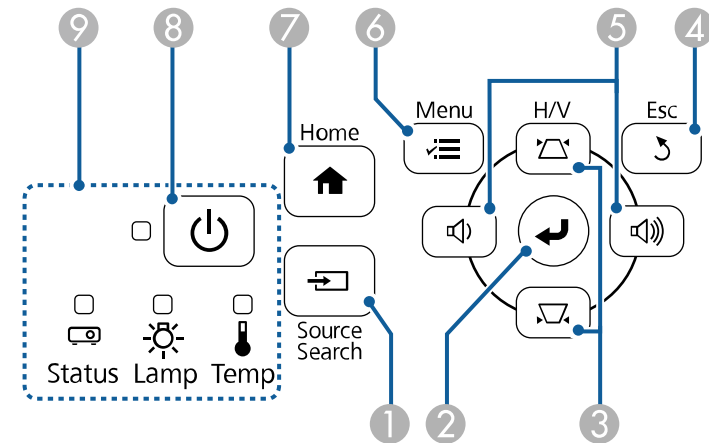 9 8 7 6 5 4
Menu H/V Esc
Home
Source
Search
Status Lamp Temp
1 2 3